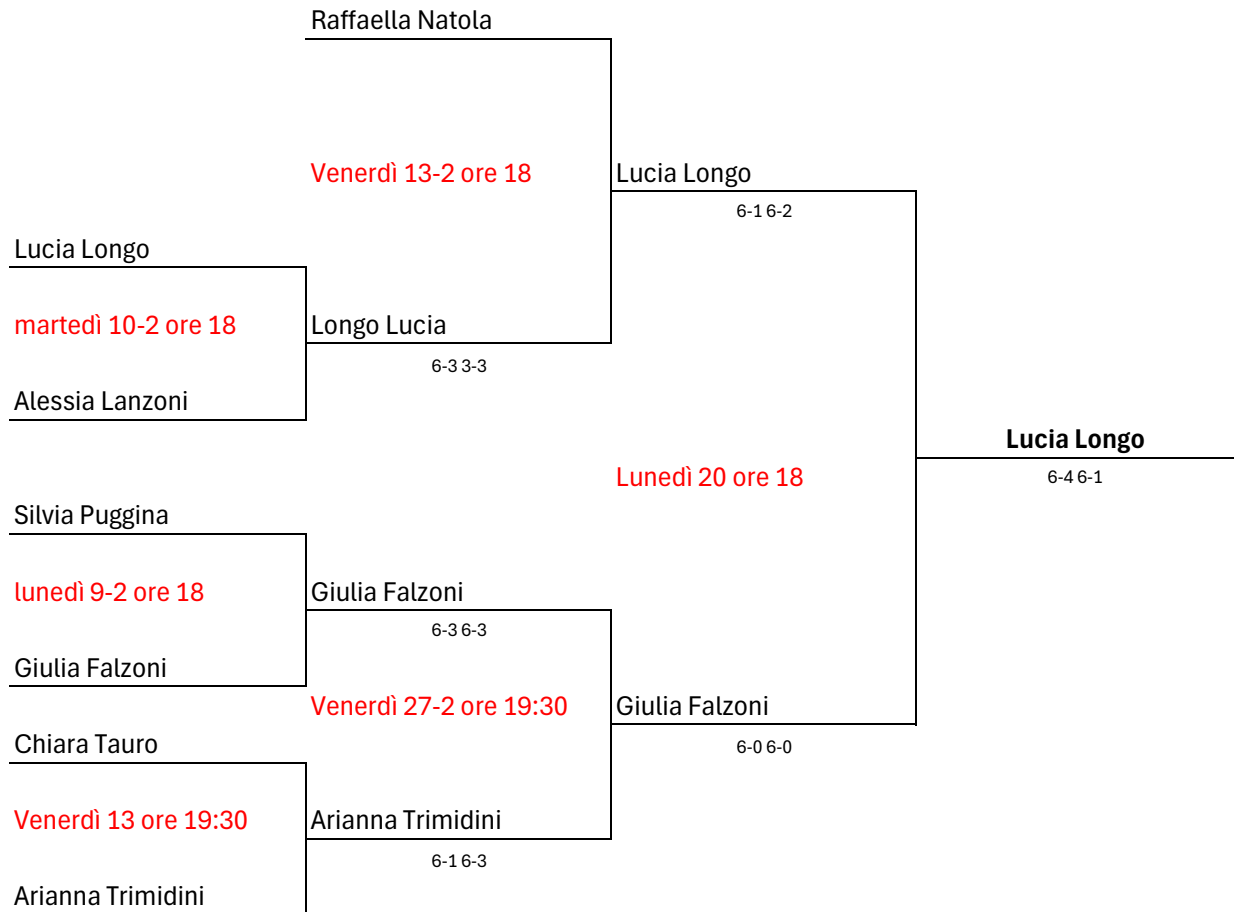 Raffaella Natola
Venerdì 13-2 ore 18
Lucia Longo
6-1 6-2
Lucia Longo
martedì 10-2 ore 18
Longo Lucia
6-3 3-3
Alessia Lanzoni
Lucia Longo
6-4 6-1
Lunedì 20 ore 18
Silvia Puggina
lunedì 9-2 ore 18
Giulia Falzoni
6-3 6-3
Giulia Falzoni
Venerdì 27-2 ore 19:30
Giulia Falzoni
6-0 6-0
Chiara Tauro
Venerdì 13 ore 19:30
Arianna Trimidini
6-1 6-3
Arianna Trimidini